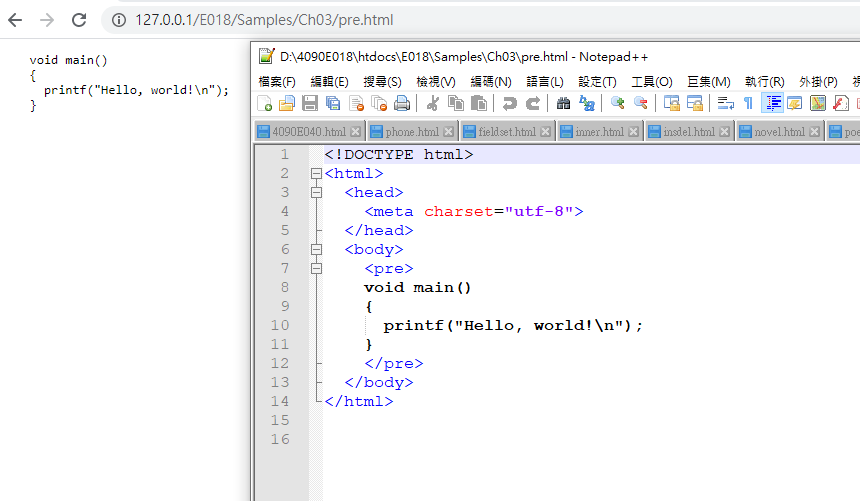 127.0.0.1/E018/Samples/Ch03/pre.html
void main()
{
  printf("Hello, world!\n");
}
D:\4090E018\htdocs\E018\Samples\Ch03\pre.html - Notepad++
檔案(F) 編輯(E) 搜尋(S) 檢視(V) 編碼(N) 語言(L) 設定(T) 工具(O) 巨集(M) 執行(R) 外掛(P) 視
4090E040.html phone.html fieldset.html inner.html insdel.html novel.html poe
1 <!DOCTYPE html>
2 <html>
3   <head>
4     <meta charset="utf-8">
5   </head>
6   <body>
7     <pre>
8     void main()
9     {
10       printf("Hello, world!\n");
11     }
12     </pre>
13   </body>
14 </html>
15
16